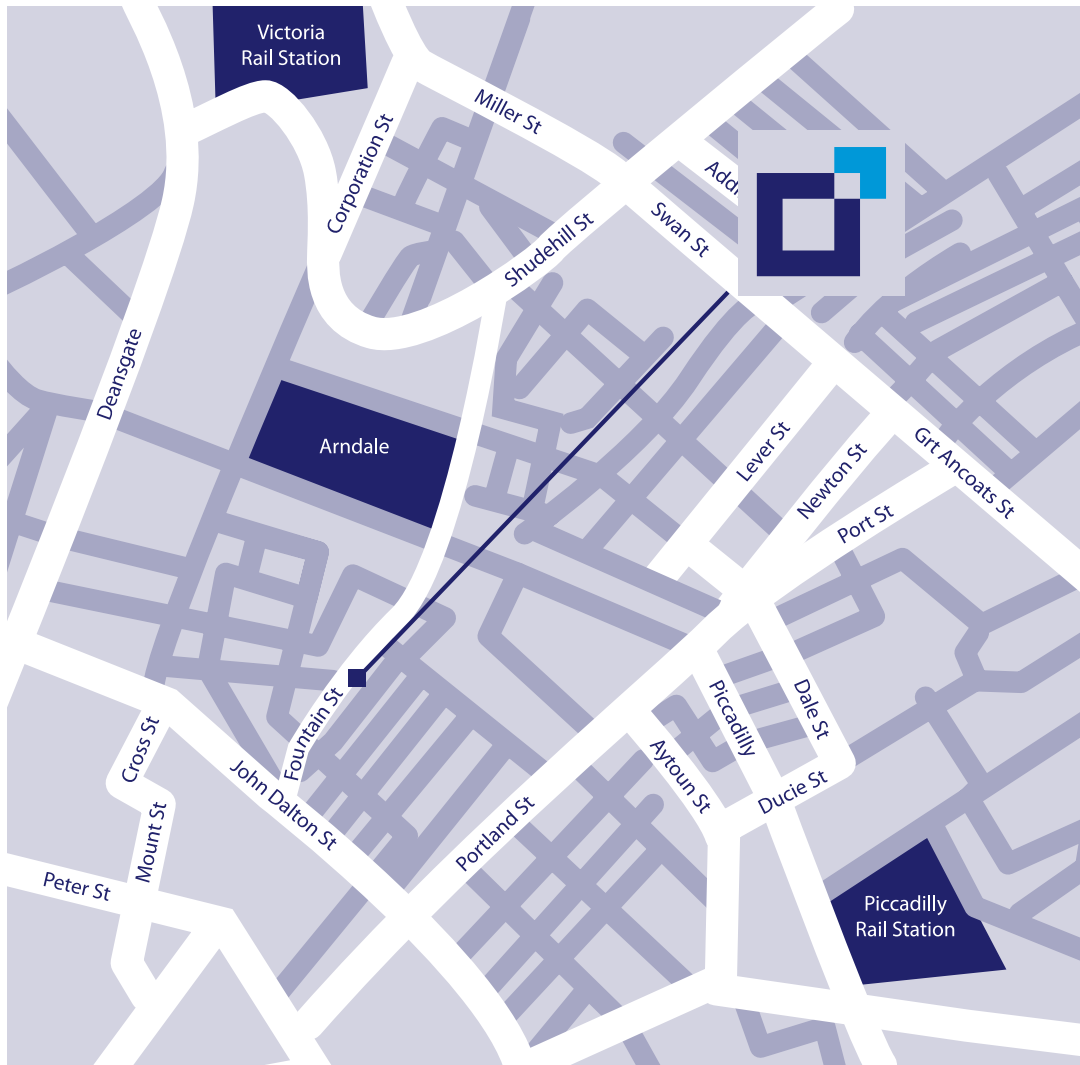 Victoria
Rail Station
Miller St
Corporation St
Swan St
Shudehill St
Deansgate
Arndale
Lever St
Newton St
Grt Ancoats St
Port St
Fountain St
Piccadilly
Dale St
Cross St
Aytoun St
John Dalton St
Ducie St
Portland St
Mount St
Peter St
Piccadilly
Rail Station